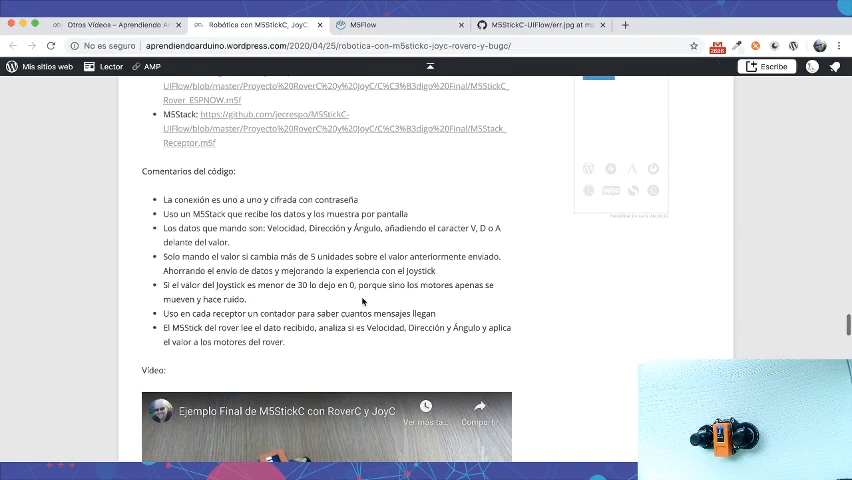 Otros Vídeos – Aprendiendo A
Robótica con M5StickC, JoyC,
M5Flow
M5StickC-UIFlow/err.jpg at ma
No es seguro
aprendiendoarduino.wordpress.com/2020/04/25/robotica-con-m5stickc-joyc-roverc-y-bugc/
Mis sitios web
Lector
AMP
Escribe
UIFlow/blob/master/Proyecto%20RoverC%20y%20JoyC/C%C3%B3digo%20Final/M5StickC_
Rover_ESPNOW.m5f
M5Stack: https://github.com/jecrespo/M5StickC-
UIFlow/blob/master/Proyecto%20RoverC%20y%20JoyC/C%C3%B3digo%20Final/M5Stack_
Receptor.m5f
Comentarios del código:
La conexión es uno a uno y cifrada con contraseña
Uso un M5Stack que recibe los datos y los muestra por pantalla
Los datos que mando son: Velocidad, Dirección y Ángulo, añadiendo el caracter V, D o A
delante del valor.
Solo mando el valor si cambia más de 5 unidades sobre el valor anteriormente enviado.
Ahorrando el envío de datos y mejorando la experiencia con el Joystick
Si el valor del Joystick es menor de 30 lo dejo en 0, porque sino los motores apenas se
mueven y hace ruido.
Uso en cada receptor un contador para saber cuantos mensajes llegan
El M5Stick del rover lee el dato recibido, analiza si es Velocidad, Dirección y Ángulo y aplica
el valor a los motores del rover.
Vídeo:
Ejemplo Final de M5StickC con RoverC y JoyC
Ver más ta...
Compartir